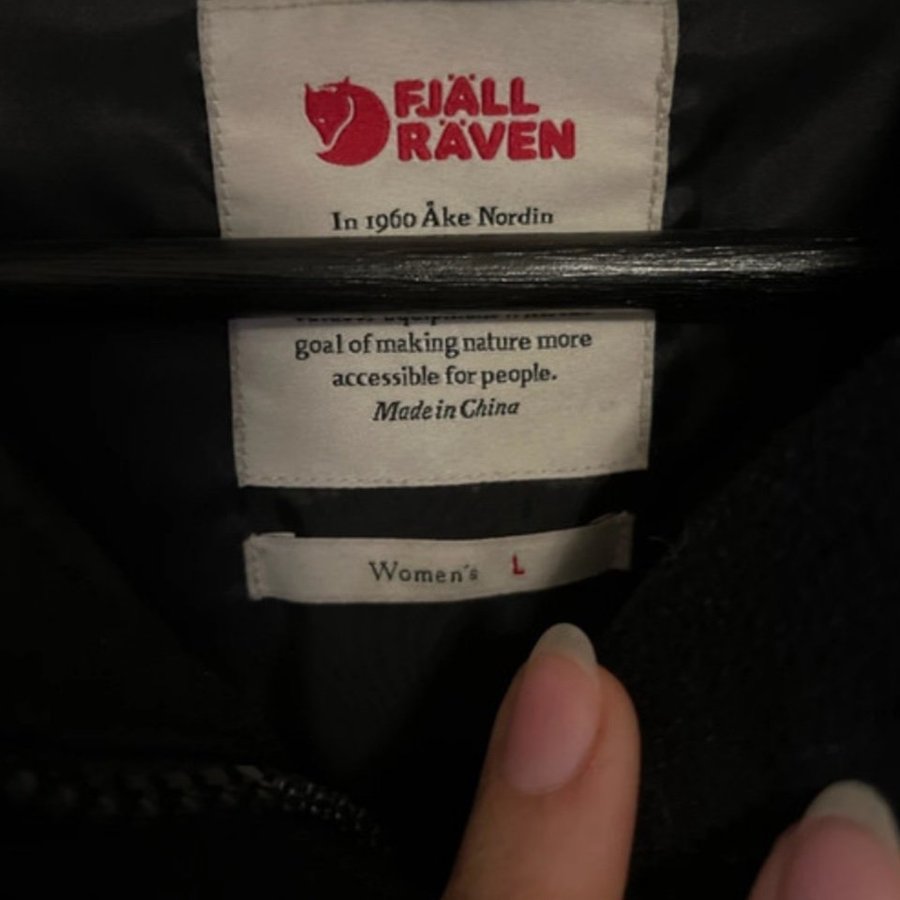 FJÄLL
RÄVEN
In 1960 Åke Nordin
goal of making nature more
accessible for people.
Made in China
Women's L